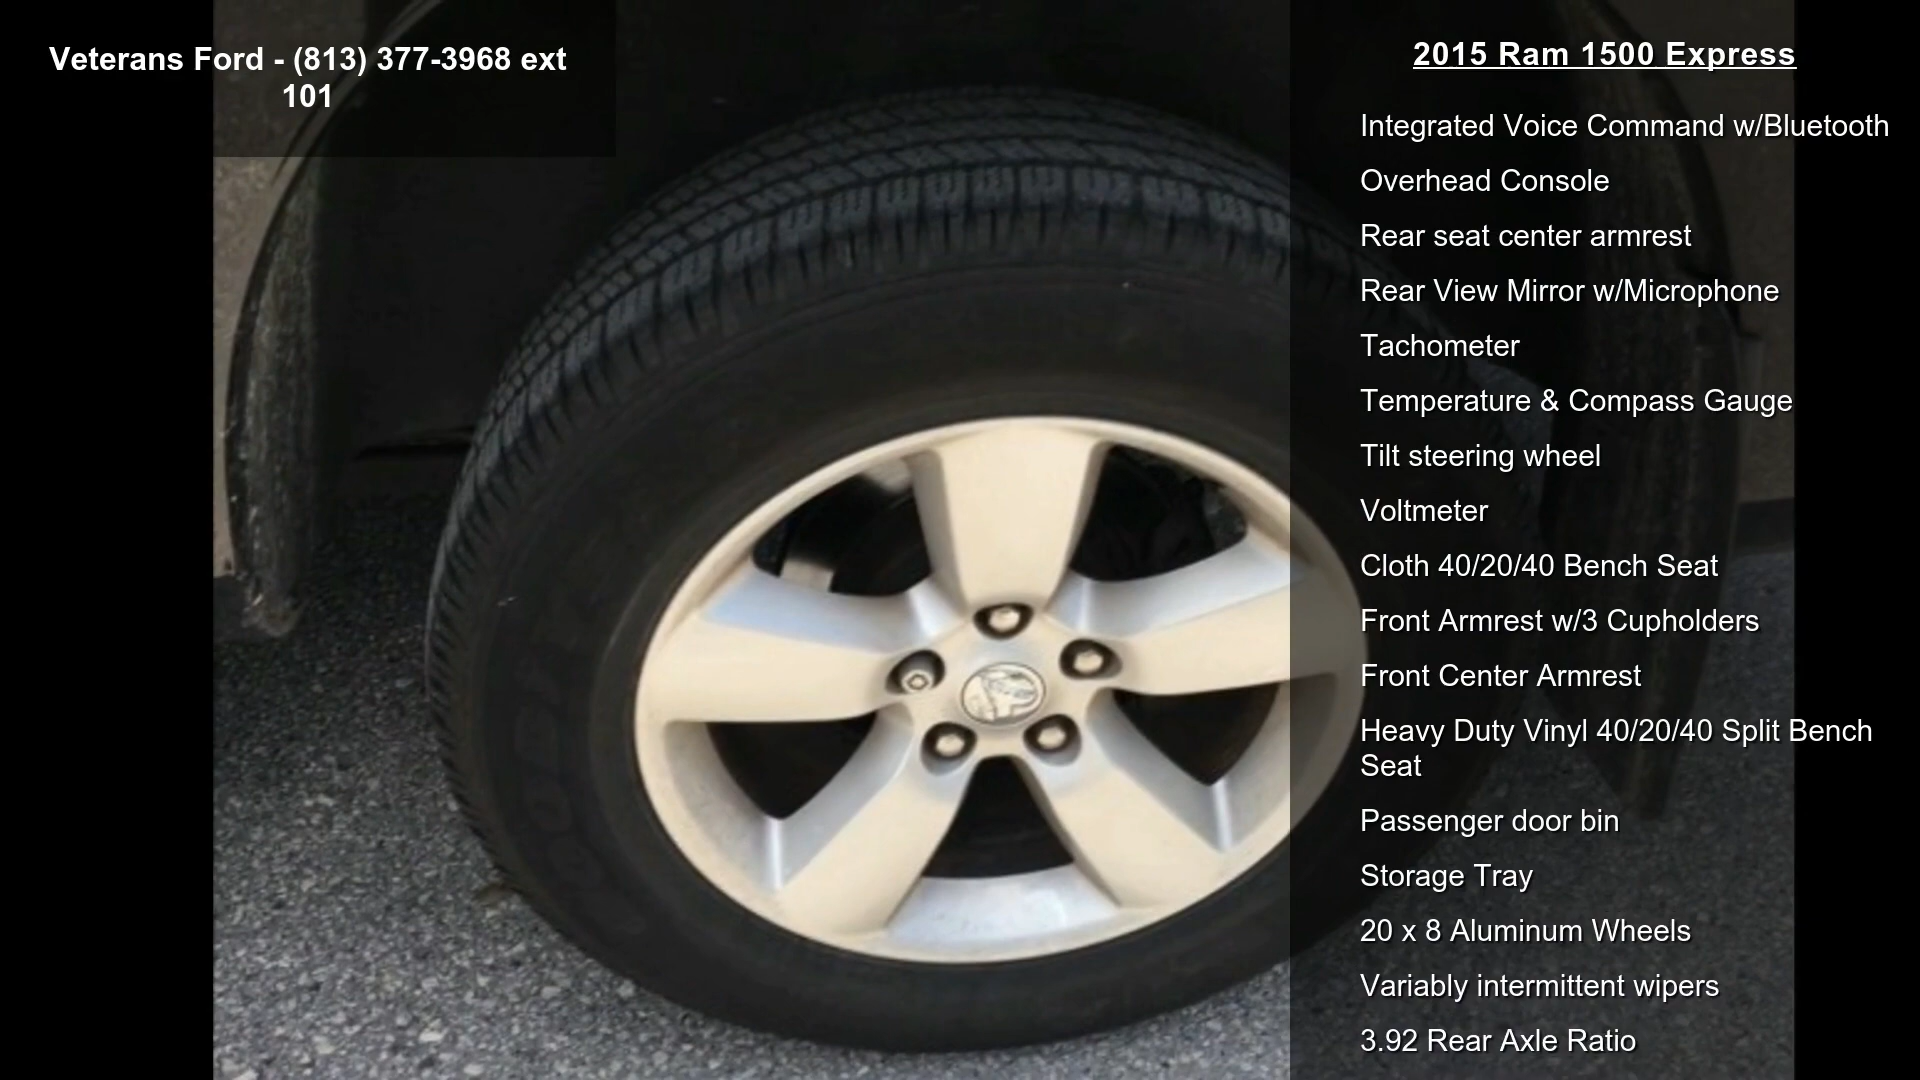 Veterans Ford - (813) 377-3968 ext
101
2015 Ram 1500 Express
Integrated Voice Command w/Bluetooth
Overhead Console
Rear seat center armrest
Rear View Mirror w/Microphone
Tachometer
Temperature & Compass Gauge
Tilt steering wheel
Voltmeter
Cloth 40/20/40 Bench Seat
Front Armrest w/3 Cupholders
Front Center Armrest
Heavy Duty Vinyl 40/20/40 Split Bench
Seat
Passenger door bin
Storage Tray
20 x 8 Aluminum Wheels
Variably intermittent wipers
3.92 Rear Axle Ratio